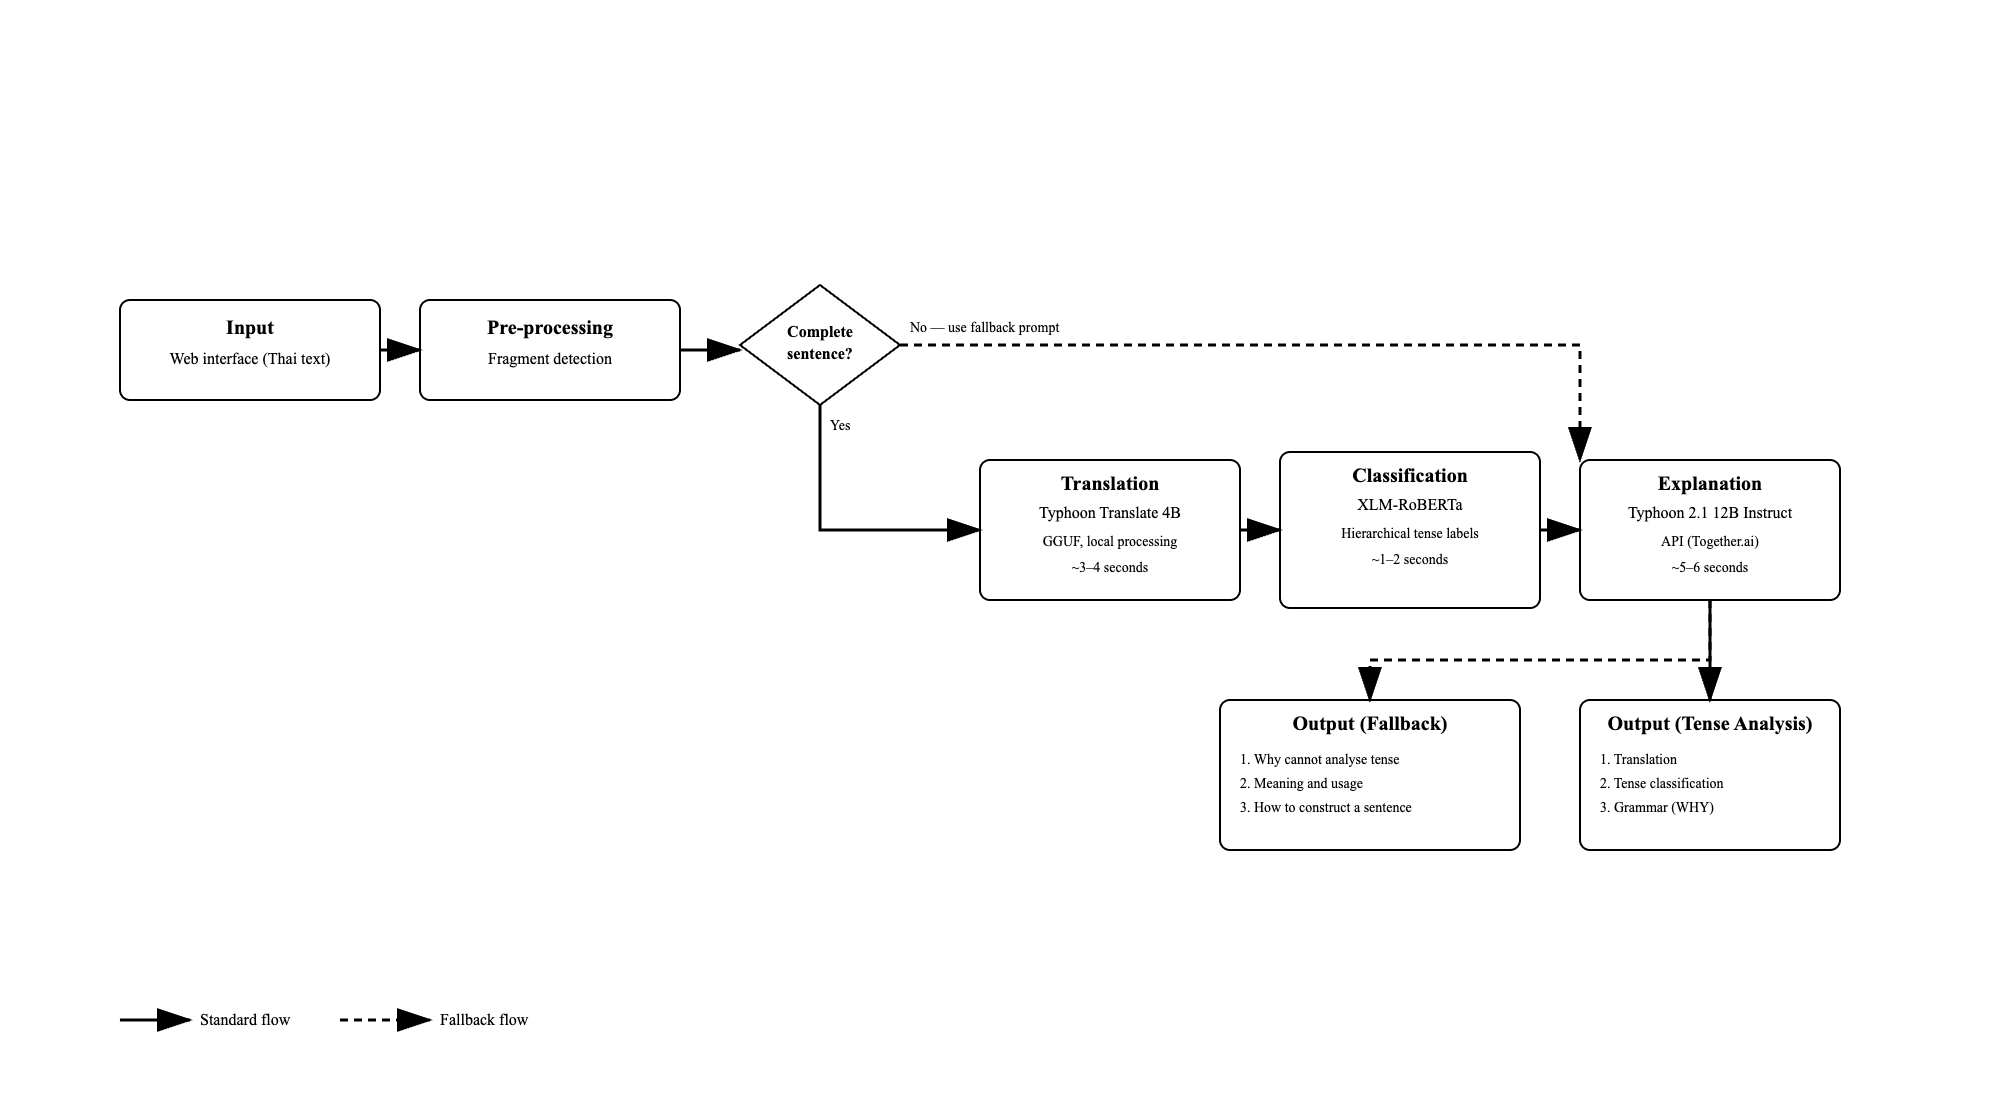 Input
Web interface (Thai text)
Pre-processing
Fragment detection
Complete
sentence?
No — use fallback prompt
Yes
Translation
Typhoon Translate 4B
GGUF, local processing
~3–4 seconds
Classification
XLM-RoBERTa
Hierarchical tense labels
~1–2 seconds
Explanation
Typhoon 2.1 12B Instruct
API (Together.ai)
~5–6 seconds
Output (Fallback)
1. Why cannot analyse tense
2. Meaning and usage
3. How to construct a sentence
Output (Tense Analysis)
1. Translation
2. Tense classification
3. Grammar (WHY)
Standard flow
Fallback flow